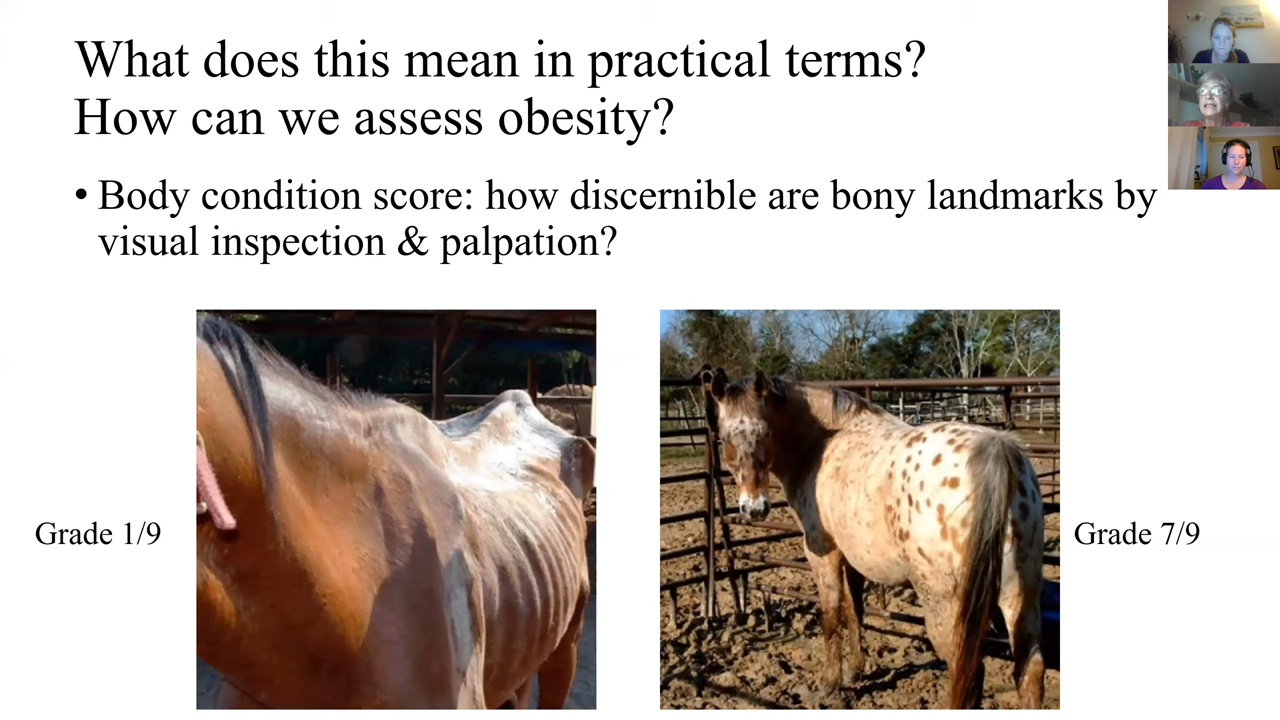 What does this mean in practical terms?
How can we assess obesity?
• Body condition score: how discernible are bony landmarks by
visual inspection & palpation?
Grade 1/9
Grade 7/9